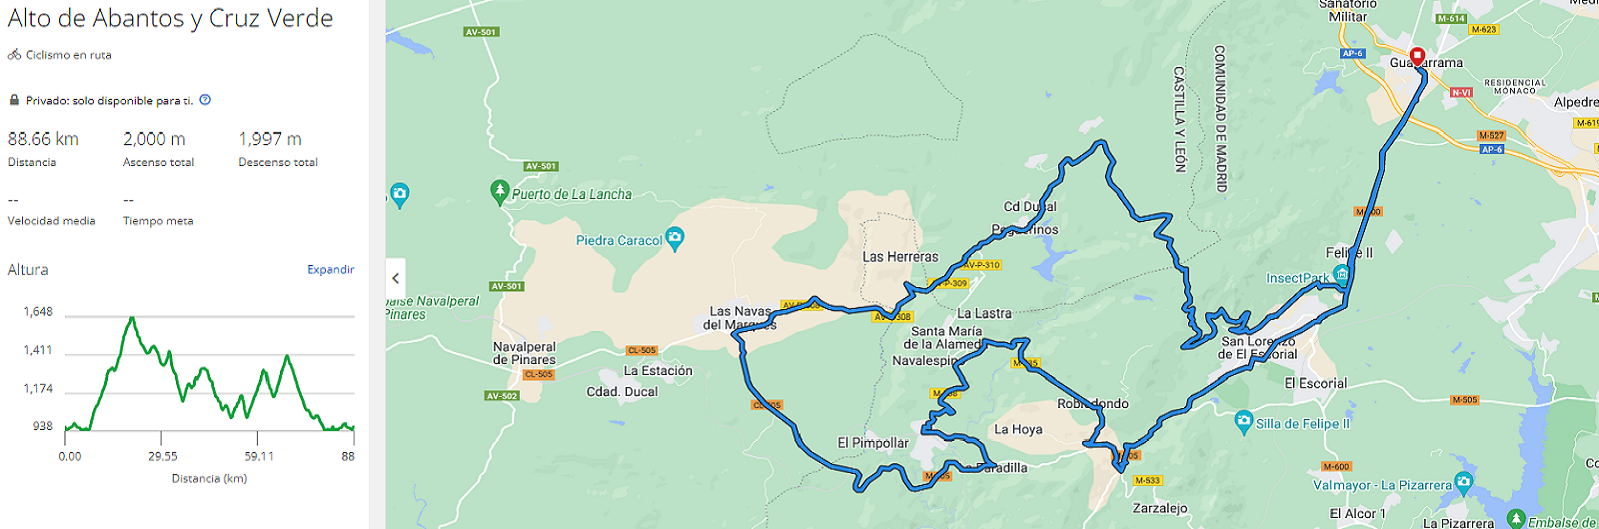 Alto de Abantos y Cruz Verde
Ciclismo en ruta
Privado: solo disponible para ti.
88.66 km
2,000 m
1,997 m
Distancia
Ascenso total
Descenso total
--
--
Velocidad media
Tiempo meta
Altura
Expandir
1,648
1,411
1,174
938
0.00
29.55
59.11
88
Distancia (km)
AV-501
Sanatorio
Militar
M-614
M-623
AP-6
Guadarrama
RESIDENCIAL
MÓNACO
N-VI
Alpedre
M-619
M-527
AP-6
CASTILLA Y LEÓN
COMUNIDAD DE MADRID
AV-501
Puerto de La Lancha
Cd Ducal
Peguerinos
M-600
Piedra Caracol
Las Herreras
AV-P-310
Felipe II
InsectPark
AV-501
-P-309
Navalperal
Pinares
Las Navas
del Marqués
AV-P-308
La Lastra
Santa María
de la Alameda
Navalespino
San Lorenzo
de El Escorial
Navalperal
de Pinares
CL-505
CL-505
La Estación
Cdad. Ducal
AV-502
M-505
El Escorial
Robledondo
M-505
Silla de Felipe II
La Hoya
El Pimpollar
Paradilla
M-505
M-533
M-600
Valmayor - La Pizarrera
Zarzalejo
El Alcor 1
La Pizarrera
Embalse de